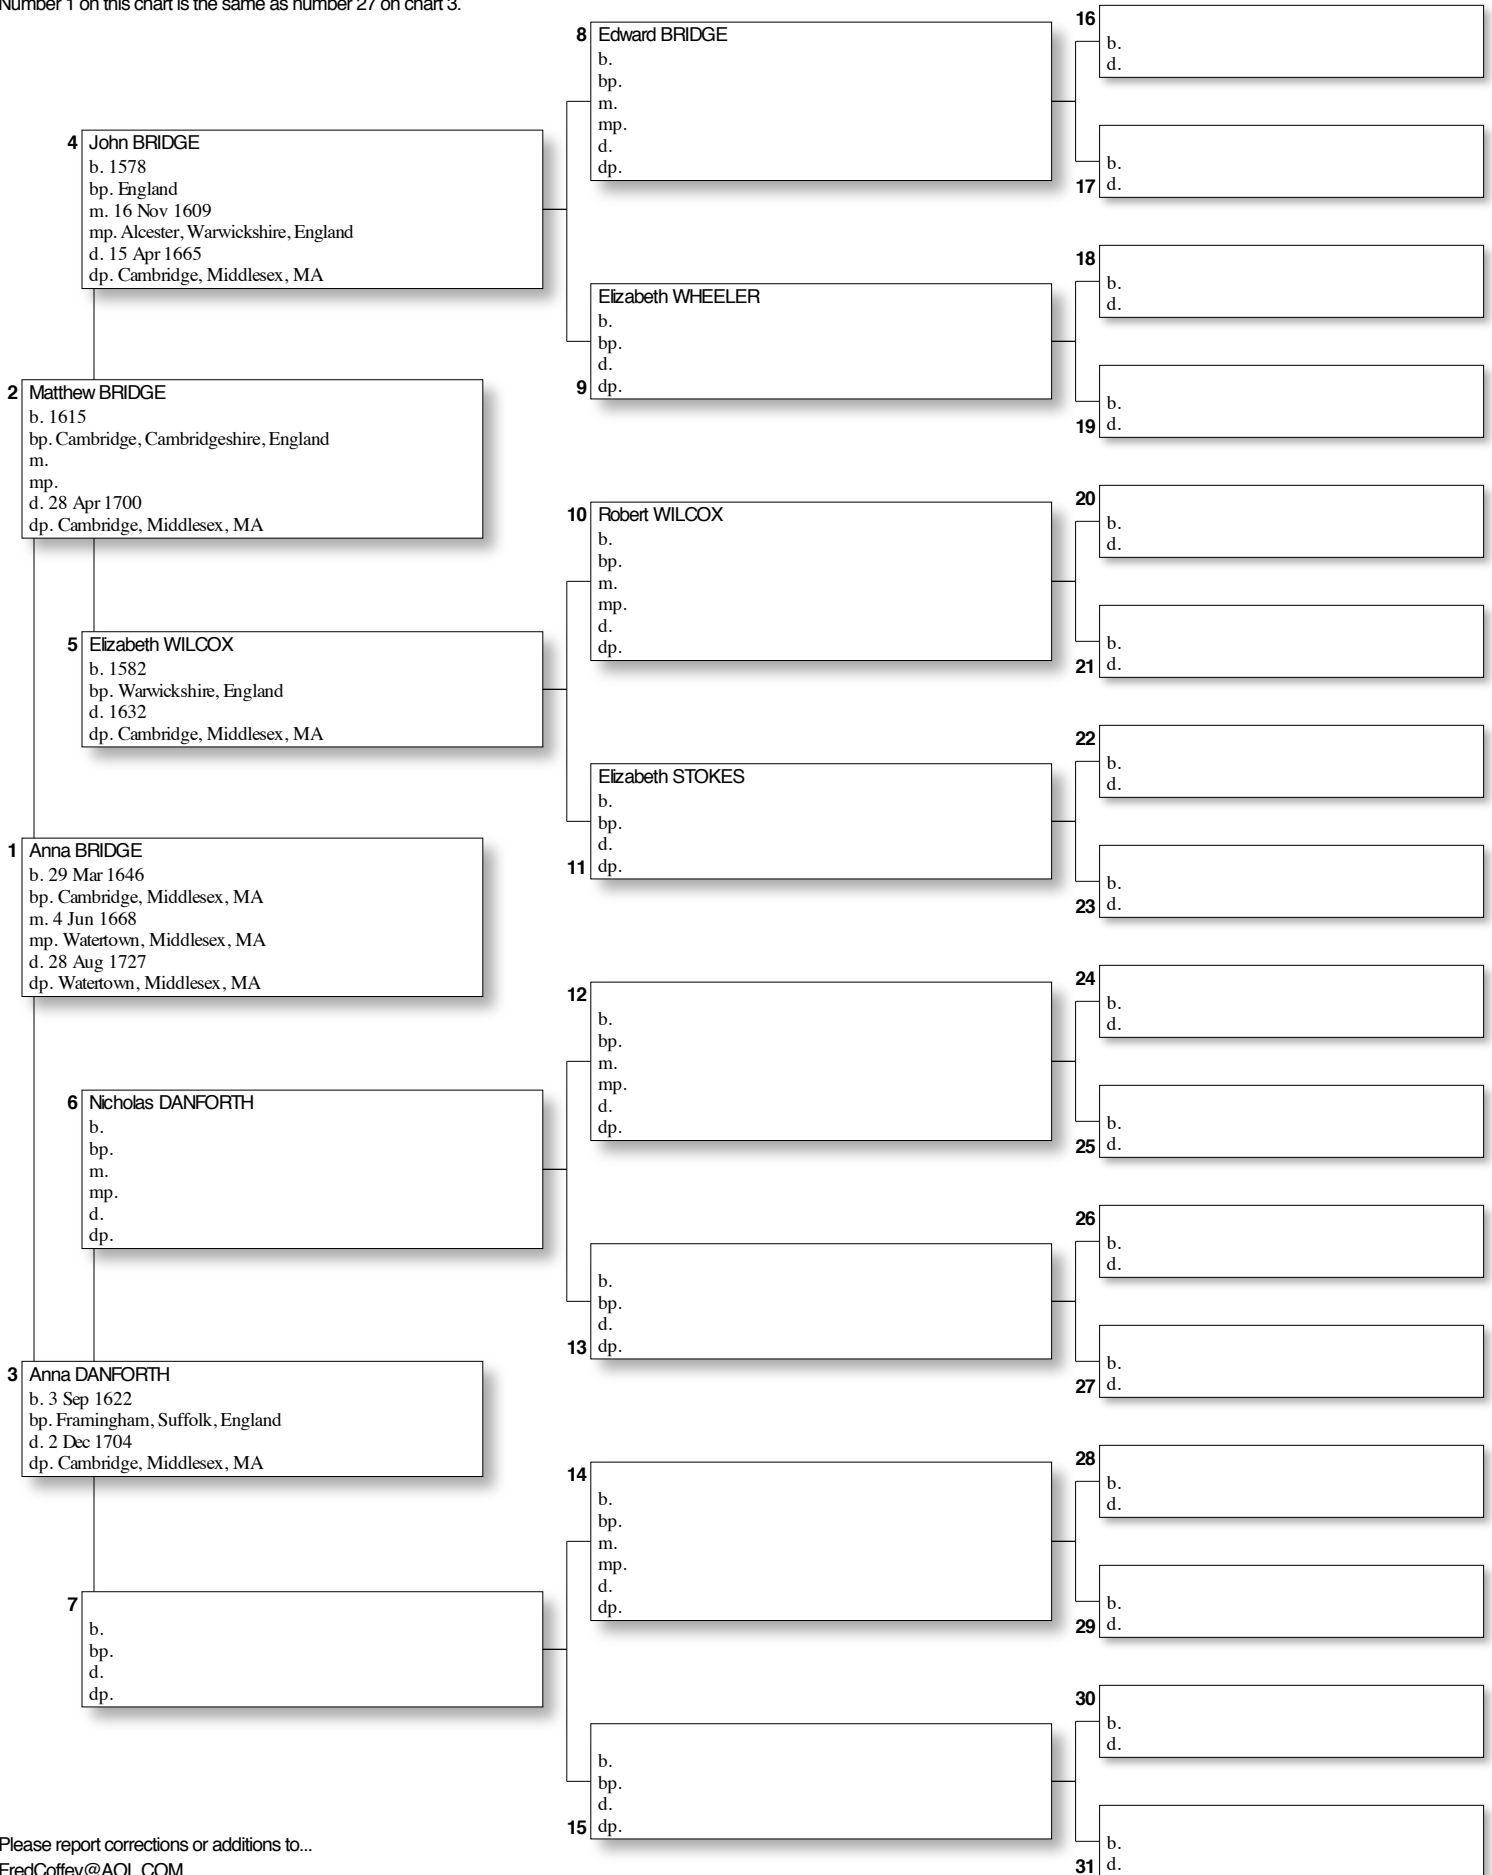 Number 1 on this chart is the same as number 27 on chart 3.
16
b.
d.
8 Edward BRIDGE
b.
bp.
m.
mp.
d.
dp.
b.
17 d.
4 John BRIDGE
b. 1578
bp. England
m. 16 Nov 1609
mp. Alcester, Warwickshire, England
d. 15 Apr 1665
dp. Cambridge, Middlesex, MA
18
b.
d.
Elizabeth WHEELER
b.
bp.
d.
9 dp.
b.
19 d.
2 Matthew BRIDGE
b. 1615
bp. Cambridge, Cambridgeshire, England
m.
mp.
d. 28 Apr 1700
dp. Cambridge, Middlesex, MA
20
b.
d.
10 Robert WILCOX
b.
bp.
m.
mp.
d.
dp.
b.
21 d.
5 Elizabeth WILCOX
b. 1582
bp. Warwickshire, England
d. 1632
dp. Cambridge, Middlesex, MA
22
b.
d.
Elizabeth STOKES
b.
bp.
d.
11 dp.
b.
23 d.
1 Anna BRIDGE
b. 29 Mar 1646
bp. Cambridge, Middlesex, MA
m. 4 Jun 1668
mp. Watertown, Middlesex, MA
d. 28 Aug 1727
dp. Watertown, Middlesex, MA
24
b.
d.
12
b.
bp.
m.
mp.
d.
dp.
b.
25 d.
6 Nicholas DANFORTH
b.
bp.
m.
mp.
d.
dp.
26
b.
d.
b.
bp.
d.
13 dp.
b.
27 d.
3 Anna DANFORTH
b. 3 Sep 1622
bp. Framingham, Suffolk, England
d. 2 Dec 1704
dp. Cambridge, Middlesex, MA
28
b.
d.
14
b.
bp.
m.
mp.
d.
dp.
b.
29 d.
7
b.
bp.
d.
dp.
30
b.
d.
b.
bp.
d.
15 dp.
b.
31 d.
Please report corrections or additions to...
FredCoffey@AOL.COM